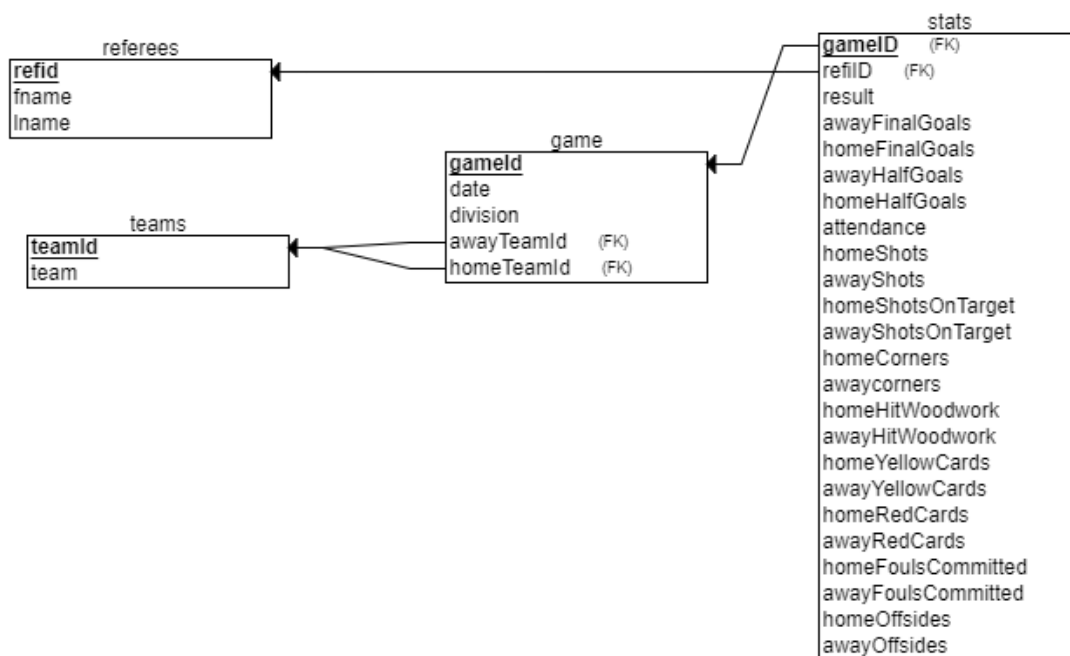 referees
refid
fname
lname
teams
teamId
team
game
gameId
date
division
awayTeamId (FK)
homeTeamId (FK)
stats
gameID (FK)
refilD (FK)
result
awayFinalGoals
homeFinalGoals
awayHalfGoals
homeHalfGoals
attendance
homeShots
awayShots
homeShotsOnTarget
awayShotsOnTarget
homeCorners
awaycorners
homeHitWoodwork
awayHitWoodwork
homeYellowCards
awayYellowCards
homeRedCards
awayRedCards
homeFoulsCommitted
awayFoulsCommitted
homeOffsides
awayOffsides